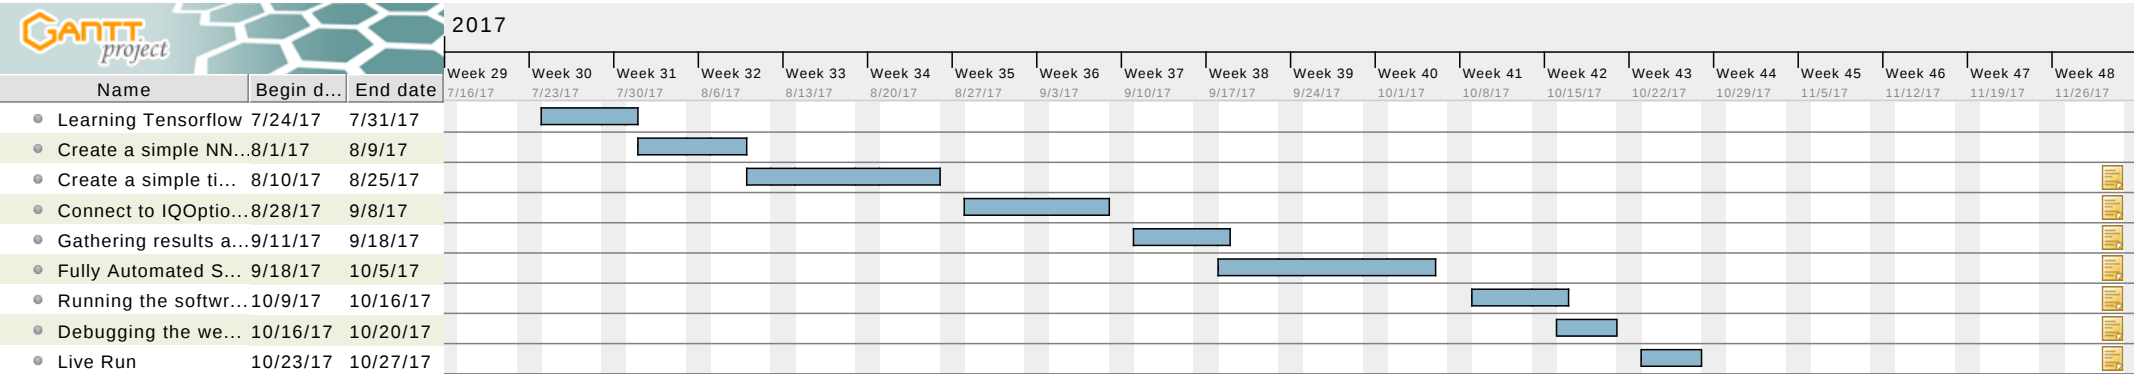 GANTT
project
2017
Week 29 Week 30 Week 31 Week 32 Week 33 Week 34 Week 35 Week 36 Week 37 Week 38 Week 39 Week 40 Week 41 Week 42 Week 43 Week 44 Week 45 Week 46 Week 47 Week 48
Name Begin d... End date
7/16/17 7/23/17 7/30/17 8/6/17 8/13/17 8/20/17 8/27/17 9/3/17 9/10/17 9/17/17 9/24/17 10/1/17 10/8/17 10/15/17 10/22/17 10/29/17 11/5/17 11/12/17 11/19/17 11/26/17
Learning Tensorflow 7/24/17 7/31/17
Create a simple NN... 8/1/17 8/9/17
Create a simple ti... 8/10/17 8/25/17
Connect to IQOptio... 8/28/17 9/8/17
Gathering results a... 9/11/17 9/18/17
Fully Automated S... 9/18/17 10/5/17
Running the softwr... 10/9/17 10/16/17
Debugging the we... 10/16/17 10/20/17
Live Run 10/23/17 10/27/17